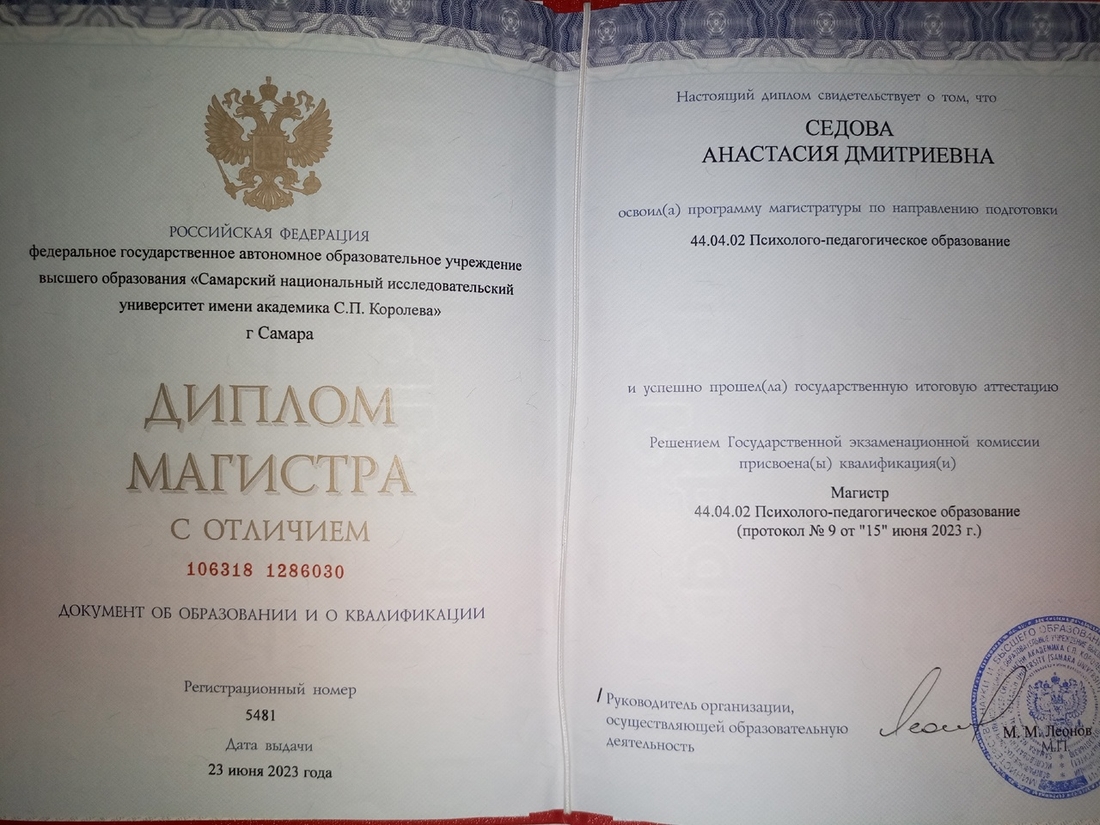 РОССИЙСКАЯ ФЕДЕРАЦИЯ
федеральное государственное автономное образовательное учреждение
высшего образования «Самарский национальный исследовательский
университет имени академика С.П. Королева»
г Самара
ДИПЛОМ
МАГИСТРА
С ОТЛИЧИЕМ
106318 1286030
ДОКУМЕНТ ОБ ОБРАЗОВАНИИ И О КВАЛИФИКАЦИИ
Регистрационный номер
5481
Дата выдачи
23 июня 2023 года
Настоящий диплом свидетельствует о том, что
СЕДОВА
АНАСТАСИЯ ДМИТРИЕВНА
освоил(а) программу магистратуры по направлению подготовки
44.04.02 Психолого-педагогическое образование
и успешно прошел(ла) государственную итоговую аттестацию
Решением Государственной экзаменационной комиссии
присвоена(ы) квалификация(и)
Магистр
44.04.02 Психолого-педагогическое образование
(протокол № 9 от "15" июня 2023 г.)
Руководитель организации,
осуществляющей образовательную
деятельность
М. М. Леонов
М.П.